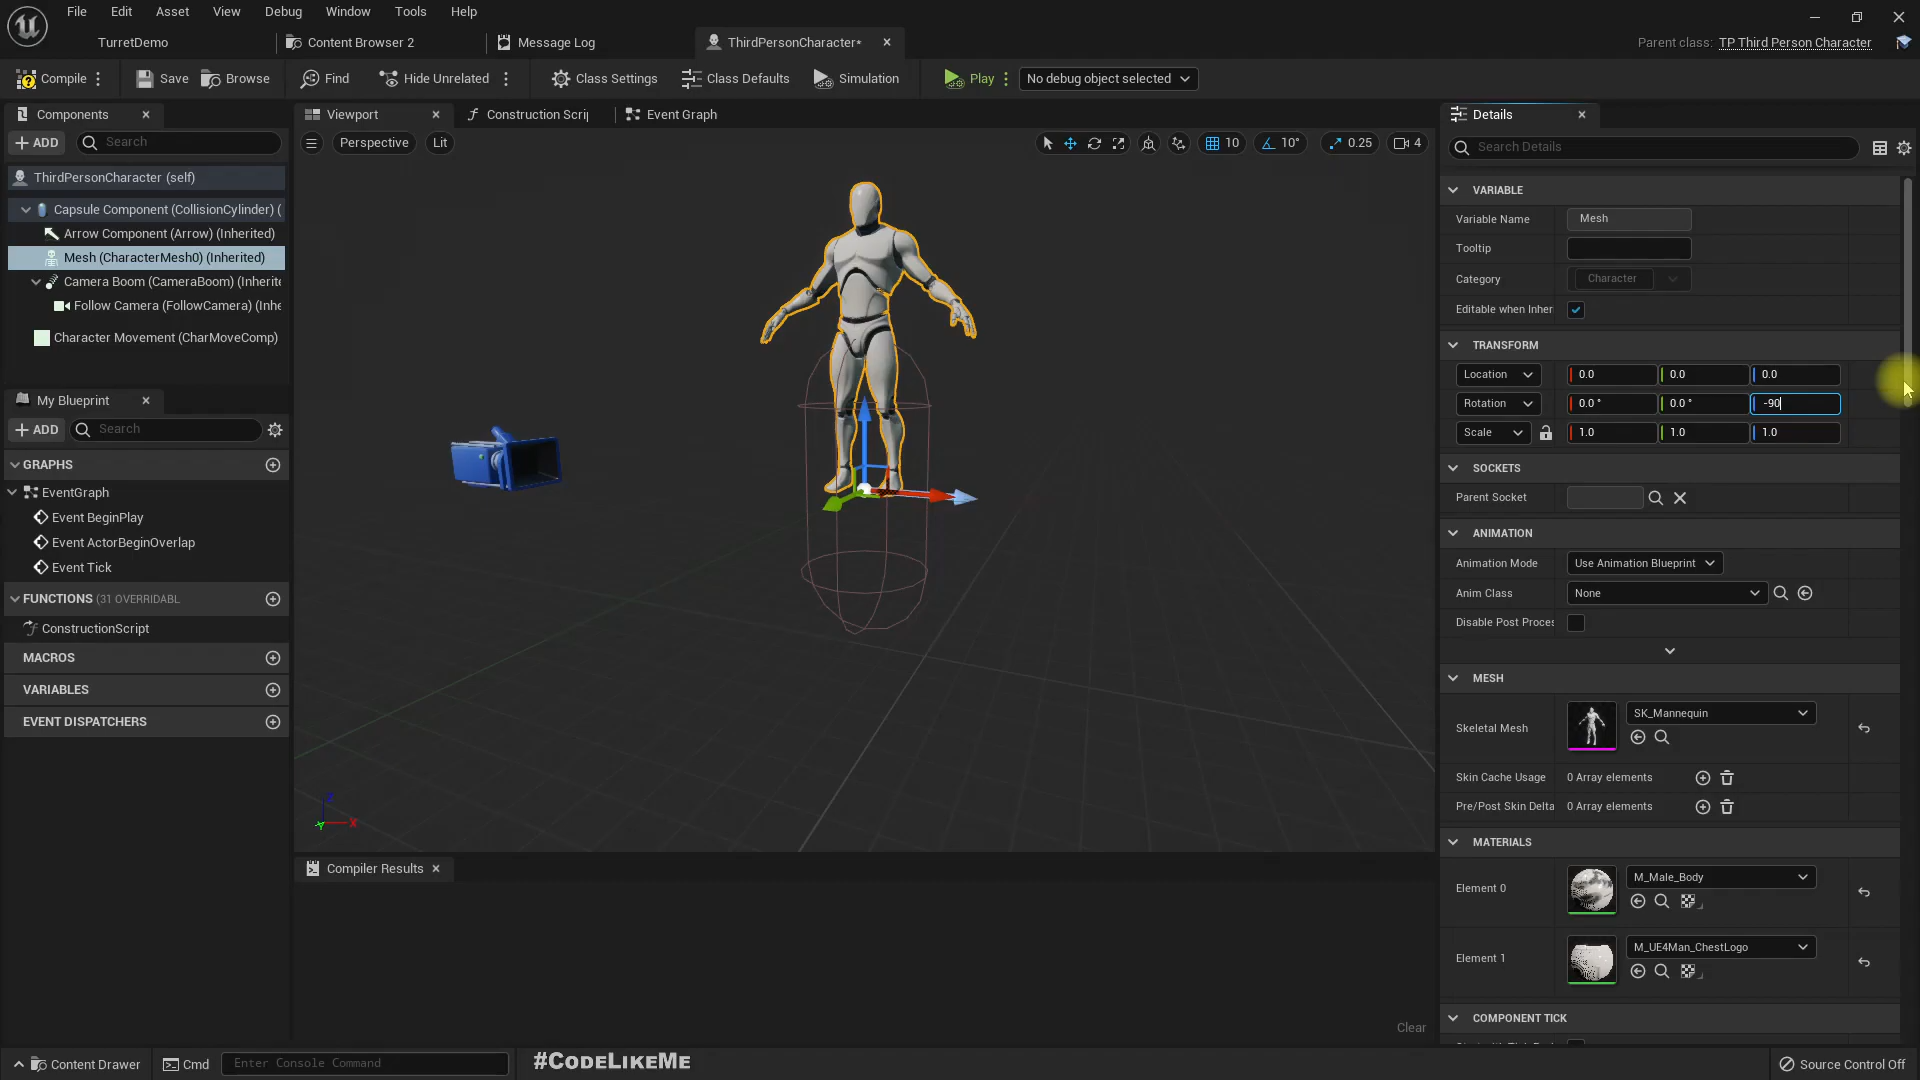 File Edit Asset View Debug Window Tools Help
TurretDemo Content Browser 2 Message Log ThirdPersonCharacter* Parent class: TP Third Person Character
Compile Save Browse Find Hide Unrelated Class Settings Class Defaults Simulation Play No debug object selected
Components
ADD Search
ThirdPersonCharacter (self)
Capsule Component (CollisionCylinder) (
Arrow Component (Arrow) (Inherited)
Mesh (CharacterMesh0) (Inherited)
Camera Boom (CameraBoom) (Inherite
Follow Camera (FollowCamera) (Inhe
Character Movement (CharMoveComp)
My Blueprint
ADD Search
GRAPHS
EventGraph
Event BeginPlay
Event ActorBeginOverlap
Event Tick
FUNCTIONS (31 OVERRIDABL
ConstructionScript
MACROS
VARIABLES
EVENT DISPATCHERS
Viewport Construction Scrip Event Graph
Perspective Lit 10 10° 0.25 4
Z
Y X
Compiler Results
Clear
Details
Search Details
VARIABLE
Variable Name Mesh
Tooltip
Category Character
Editable when Inher
TRANSFORM
Location 0.0 0.0 0.0
Rotation 0.0 ° 0.0 ° -90
Scale 1.0 1.0 1.0
SOCKETS
Parent Socket
ANIMATION
Animation Mode Use Animation Blueprint
Anim Class None
Disable Post Proces
MESH
Skeletal Mesh SK_Mannequin
Skin Cache Usage 0 Array elements
Pre/Post Skin Delta 0 Array elements
MATERIALS
Element 0 M_Male_Body
Element 1 M_UE4Man_ChestLogo
COMPONENT TICK
Content Drawer Cmd Enter Console Command #CODELIKEME Source Control Off